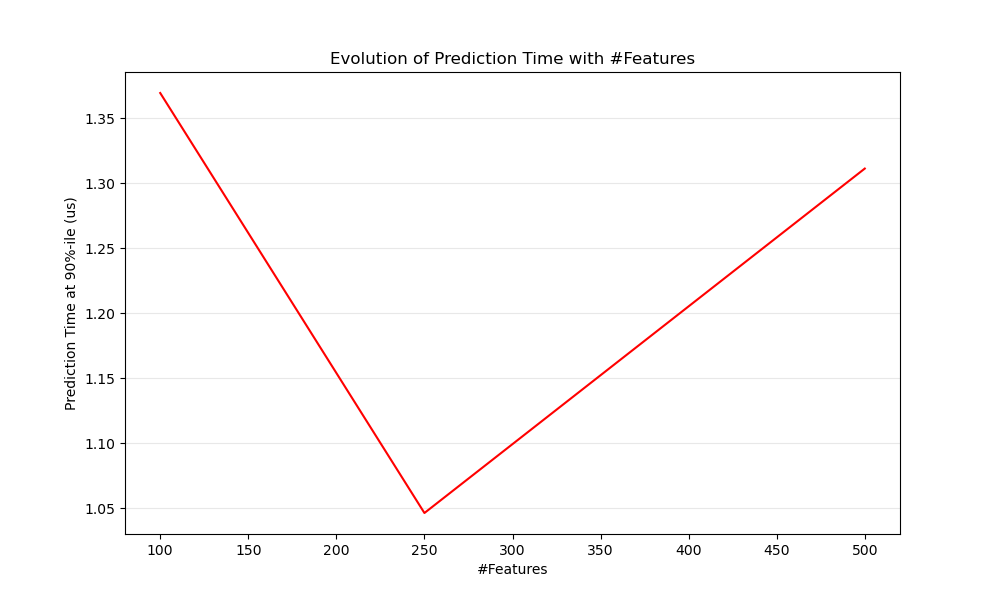 Evolution of Prediction Time with #Features
Prediction Time at 90%-ile (us)
1.35
1.30
1.25
1.20
1.15
1.10
1.05
100 150 200 250 300 350 400 450 500
#Features